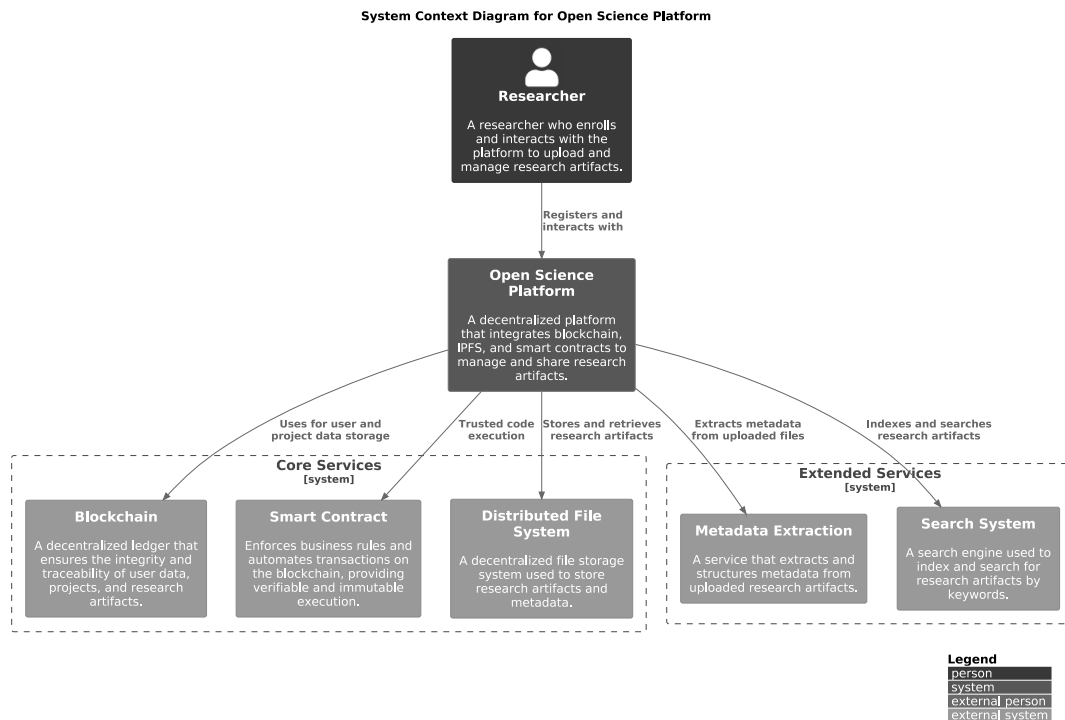 System Context Diagram for Open Science Platform
Researcher
A researcher who enrolls
and interacts with the
platform to upload and
manage research artifacts.
Registers and
interacts with
Open Science
Platform
A decentralized platform
that integrates blockchain,
IPFS, and smart contracts to
manage and share research
artifacts.
Uses for user and
project data storage
Trusted code
execution
Stores and retrieves
research artifacts
Extracts metadata
from uploaded files
Indexes and searches
research artifacts
Core Services
[system]
Blockchain
A decentralized ledger that
ensures the integrity and
traceability of user data,
projects, and research
artifacts.
Smart Contract
Enforces business rules and
automates transactions on
the blockchain, providing
verifiable and immutable
execution.
Distributed File
System
A decentralized file storage
system used to store
research artifacts and
metadata.
Extended Services
[system]
Metadata Extraction
A service that extracts and
structures metadata from
uploaded research artifacts.
Search System
A search engine used to
index and search for
research artifacts by
keywords.
Legend
person
system
external person
external system